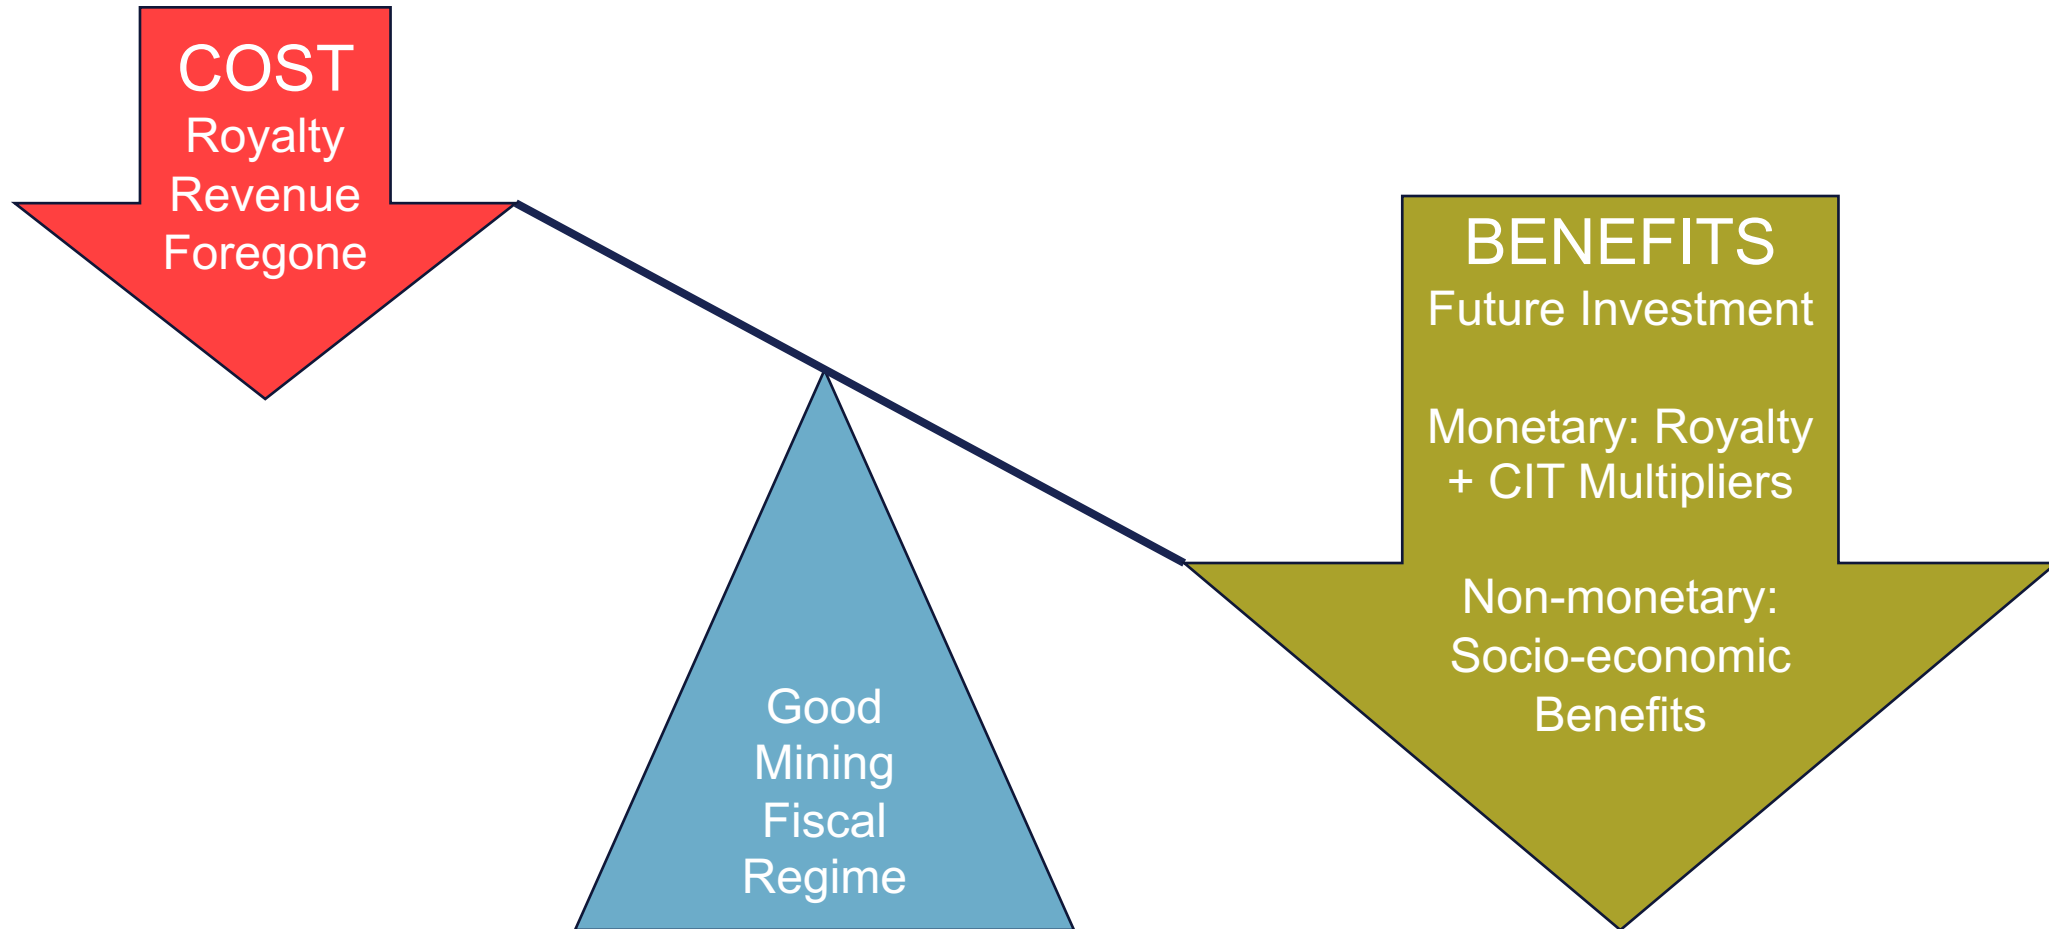 COST
Royalty
Revenue
Foregone
BENEFITS
Future Investment
Monetary: Royalty
+ CIT Multipliers
Non-monetary:
Socio-economic
Benefits
Good
Mining
Fiscal
Regime